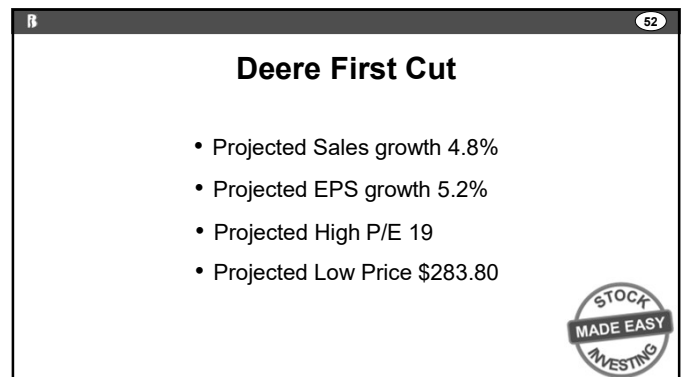 52
Deere First Cut
• Projected Sales growth 4.8%
• Projected EPS growth 5.2%
• Projected High P/E 19
• Projected Low Price $283.80
STOCK
MADE EASY
INVESTING